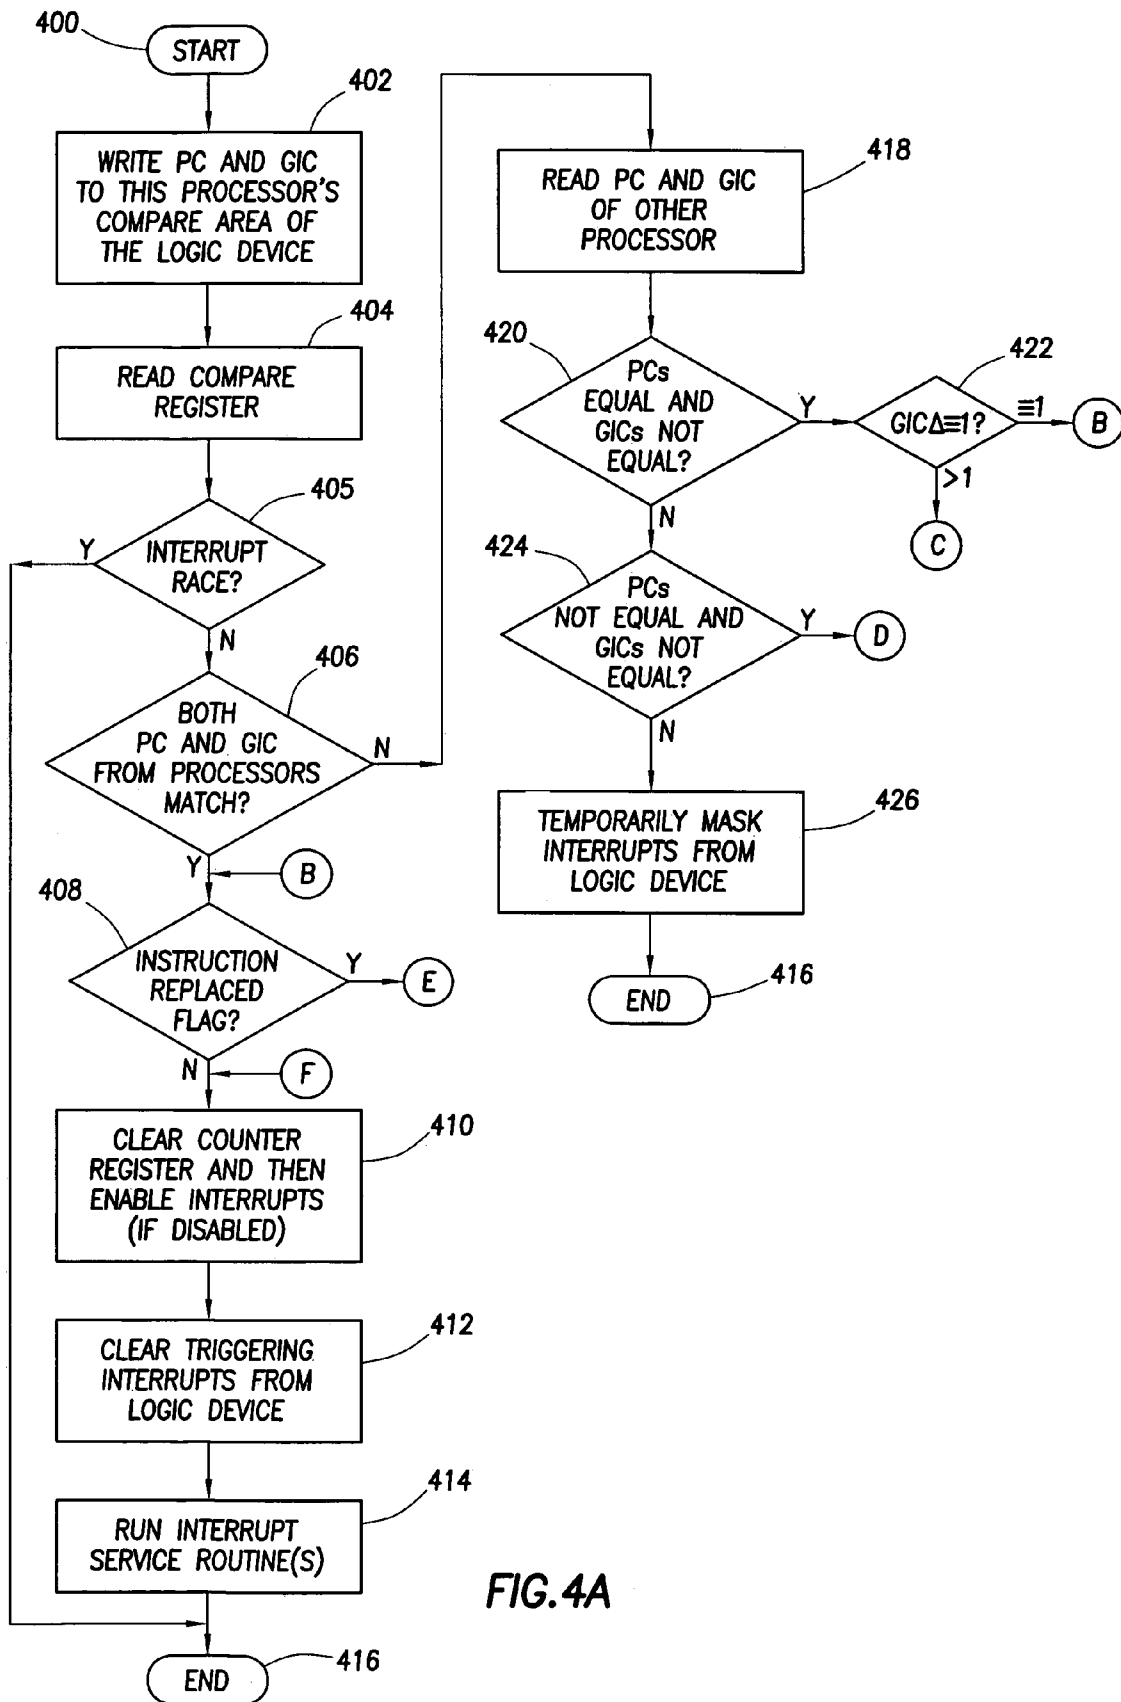 400
START
402
WRITE PC AND GIC
TO THIS PROCESSOR'S
COMPARE AREA OF
THE LOGIC DEVICE
404
READ COMPARE
REGISTER
405
Y
INTERRUPT
RACE?
N
406
BOTH
PC AND GIC
FROM PROCESSORS
MATCH?
N
Y
B
408
INSTRUCTION
REPLACED
FLAG?
Y
E
N
F
410
CLEAR COUNTER
REGISTER AND THEN
ENABLE INTERRUPTS
(IF DISABLED)
412
CLEAR TRIGGERING
INTERRUPTS FROM
LOGIC DEVICE
414
RUN INTERRUPT
SERVICE ROUTINE(S)
416
END
418
READ PC AND GIC
OF OTHER
PROCESSOR
420
PCs
EQUAL AND
GICs NOT
EQUAL?
Y
422
GICΔ≡1?
≡1
B
>1
C
N
424
PCs
NOT EQUAL AND
GICs NOT
EQUAL?
Y
D
N
426
TEMPORARILY MASK
INTERRUPTS FROM
LOGIC DEVICE
416
END
FIG.4A